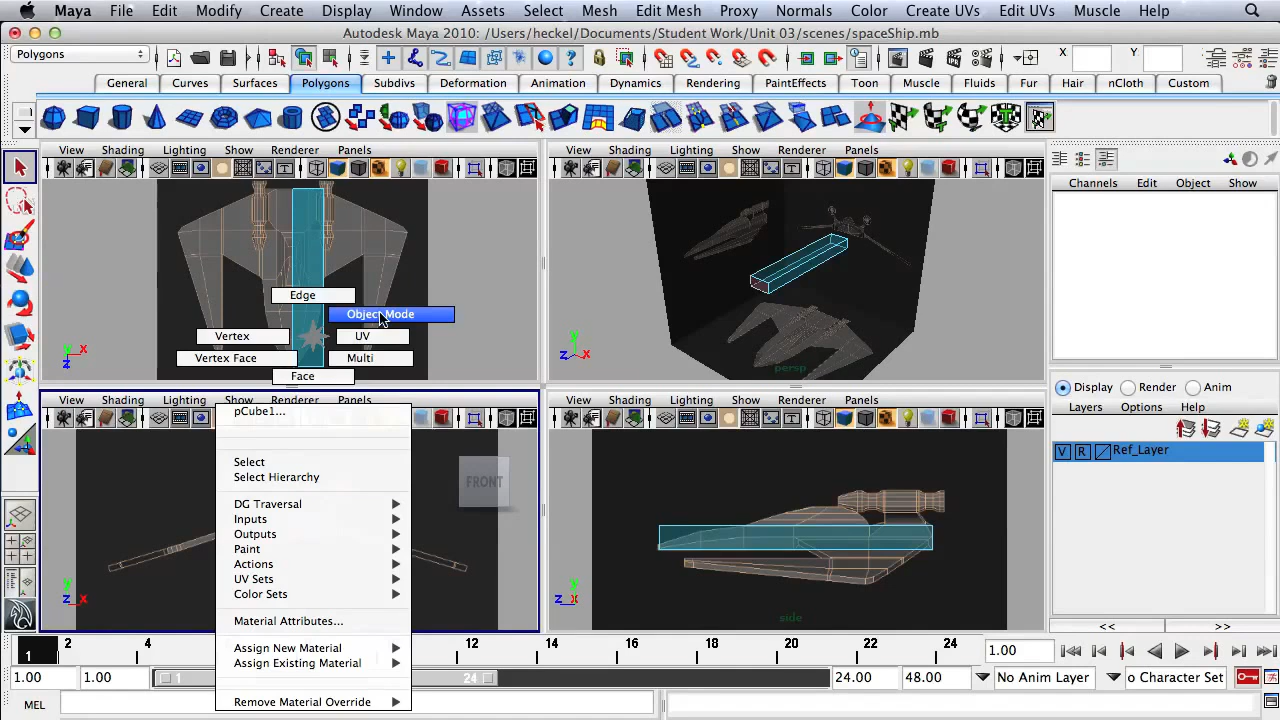 Maya File Edit Modify Create Display Window Assets Select Mesh Edit Mesh Proxy Normals Color Create UVs Edit UVs Muscle Help
Autodesk Maya 2010: /Users/heckel/Documents/Student Work/Unit 03/scenes/spaceShip.mb
Polygons X Y
General Curves Surfaces Polygons Subdivs Deformation Animation Dynamics Rendering PaintEffects Toon Muscle Fluids Fur Hair nCloth Custom
View Shading Lighting Show Renderer Panels
View Shading Lighting Show Renderer Panels
Channels Edit Object Show
Edge
Object Mode
Vertex UV
Vertex Face Multi
Face
y x z
y z x
persp
View Shading Lighting Show Renderer Panels
View Shading Lighting Show Renderer Panels
Display Render Anim
Layers Options Help
V R Ref_Layer
pCube1...
Select
Select Hierarchy
DG Traversal
Inputs
Outputs
Paint
Actions
UV Sets
Color Sets
Material Attributes...
Assign New Material
Assign Existing Material
Remove Material Override
FRONT
y z x
y z x
side
<< >>
1 2 4 12 14 16 18 20 22 24 1.00
1.00 1.00 1 24 24.00 48.00 No Anim Layer o Character Set
MEL